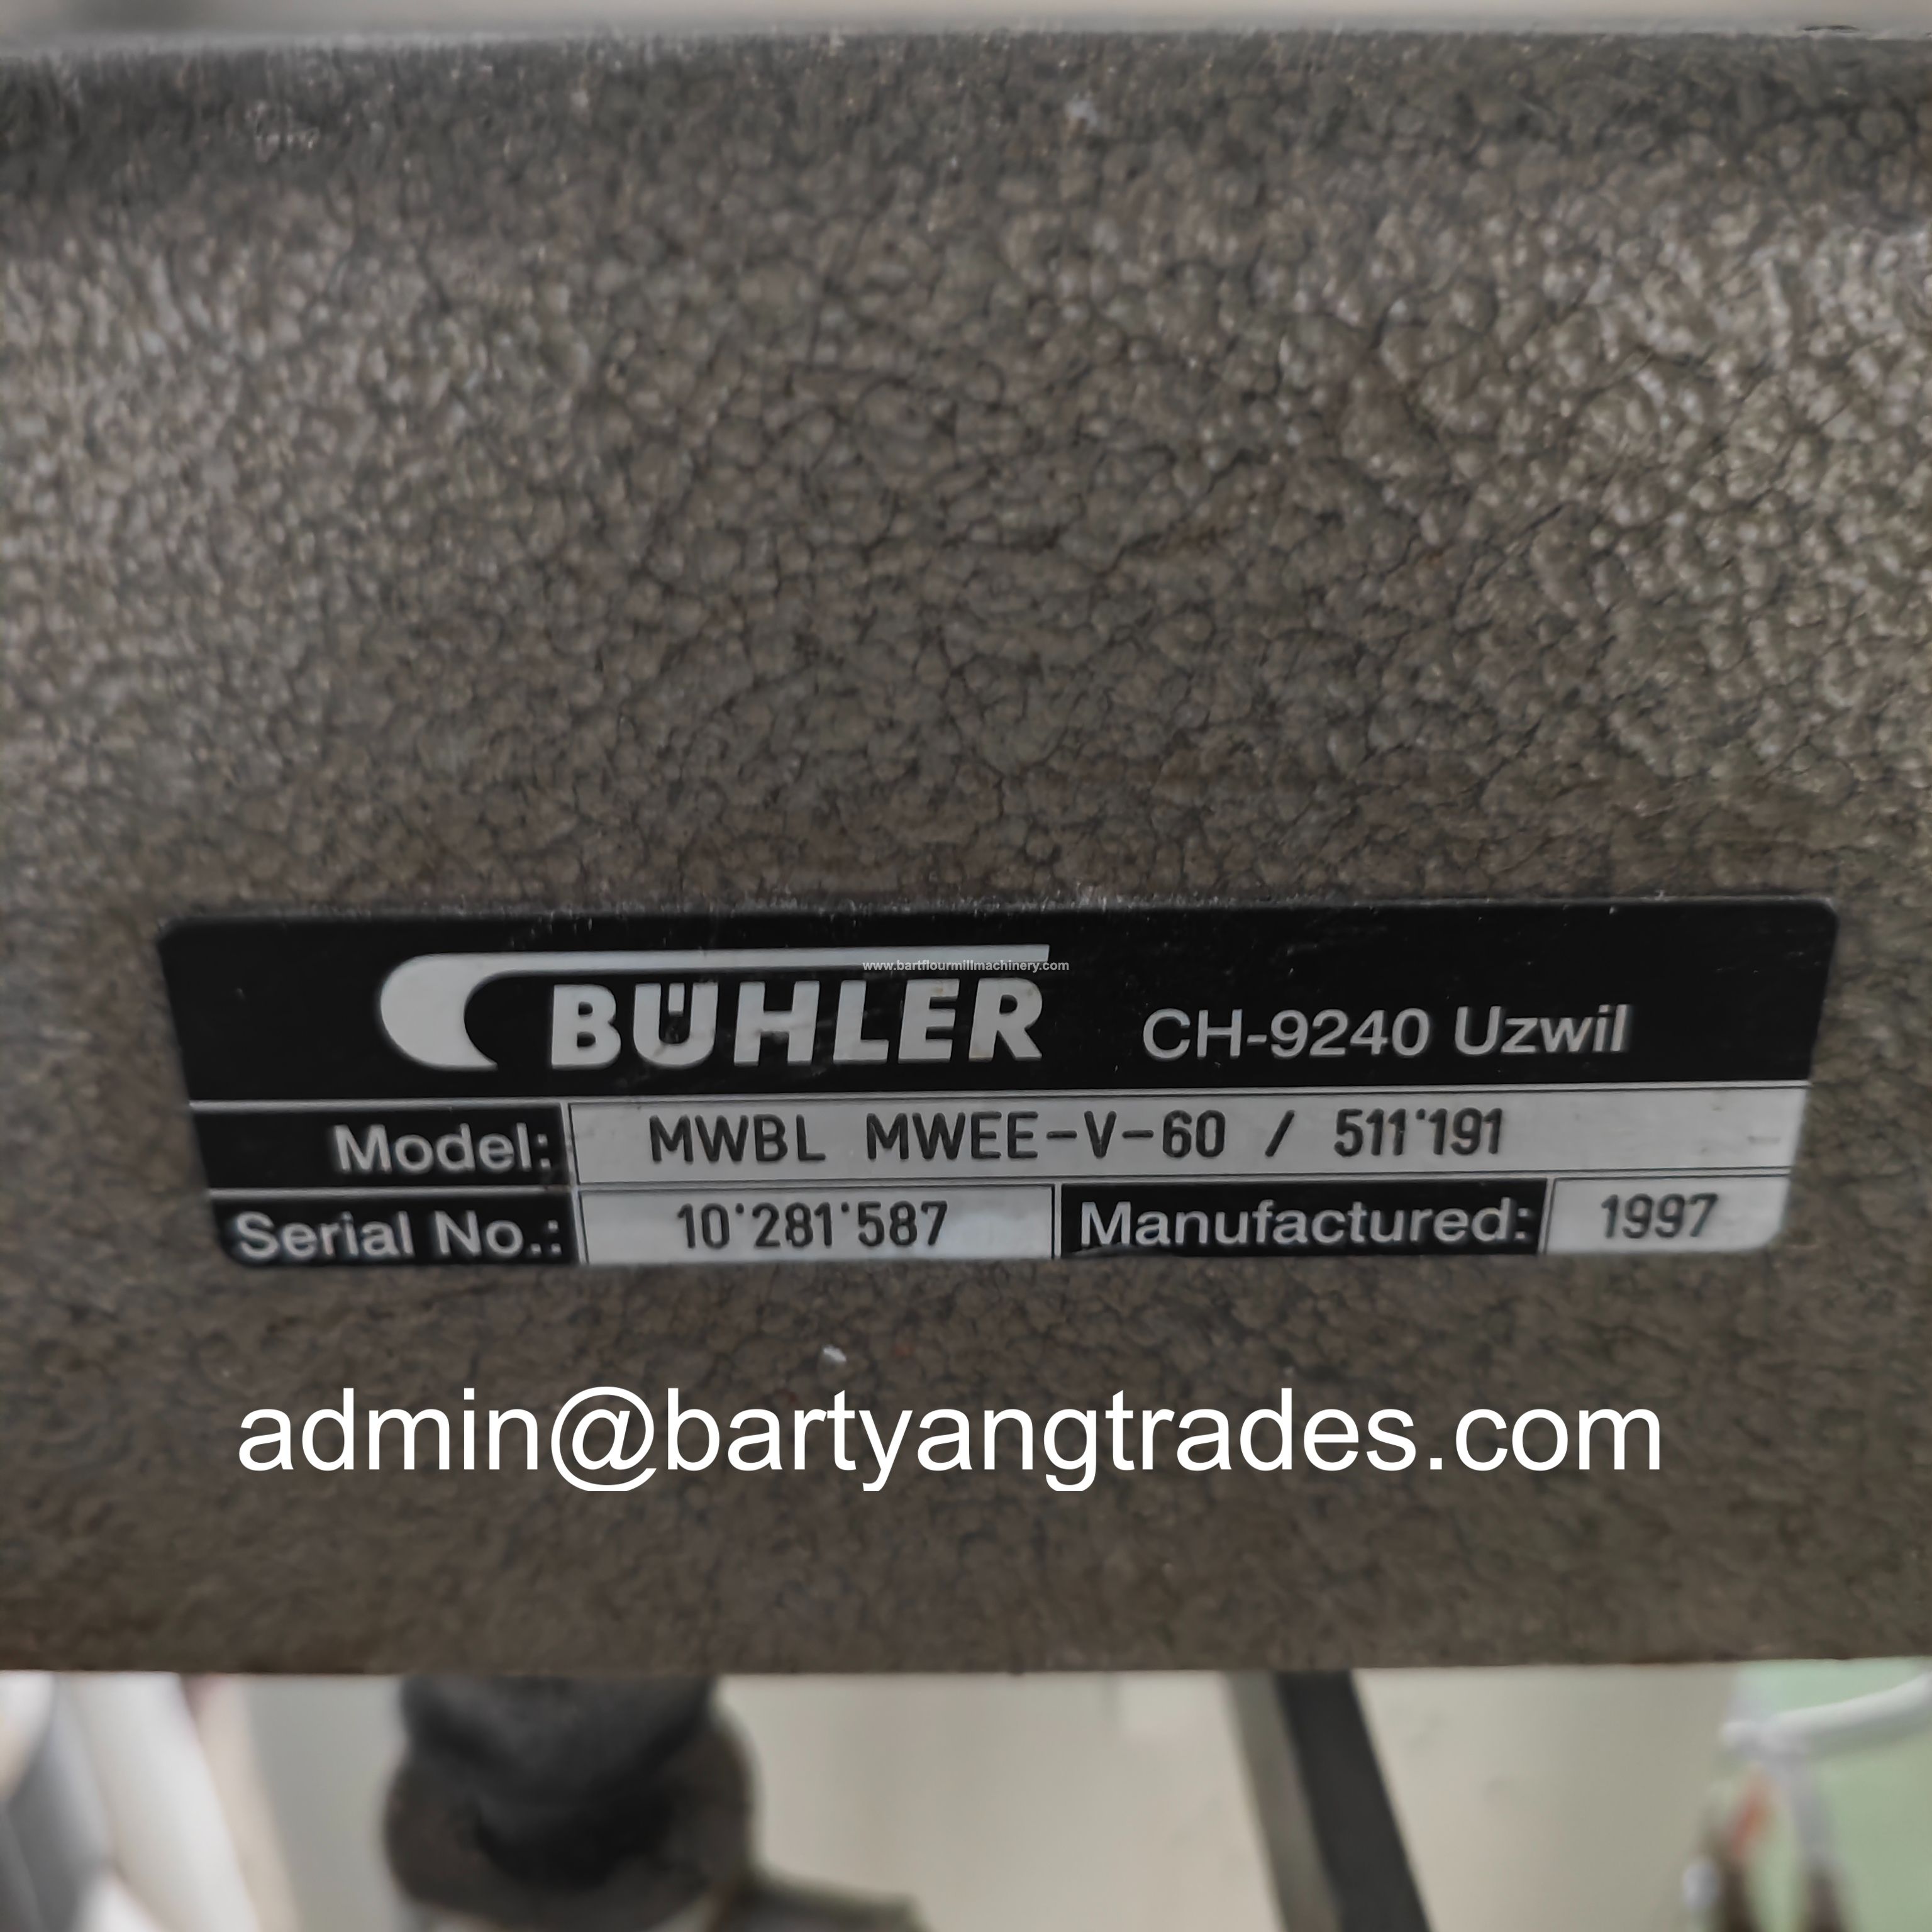 www.bartflourmillmachinery.com
BÜHLER CH-9240 Uzwil
Model: MWBL MWEE-V-60 / 511'191
Serial No.: 10'281'587 Manufactured: 1997
admin@bartyangtrades.com